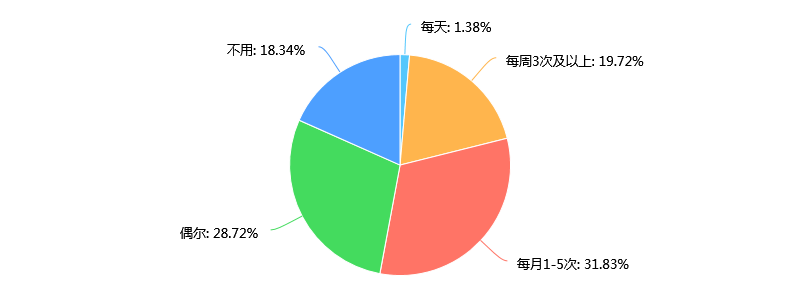 每天: 1.38%
不用: 18.34%
每周3次及以上: 19.72%
偶尔: 28.72%
每月1-5次: 31.83%